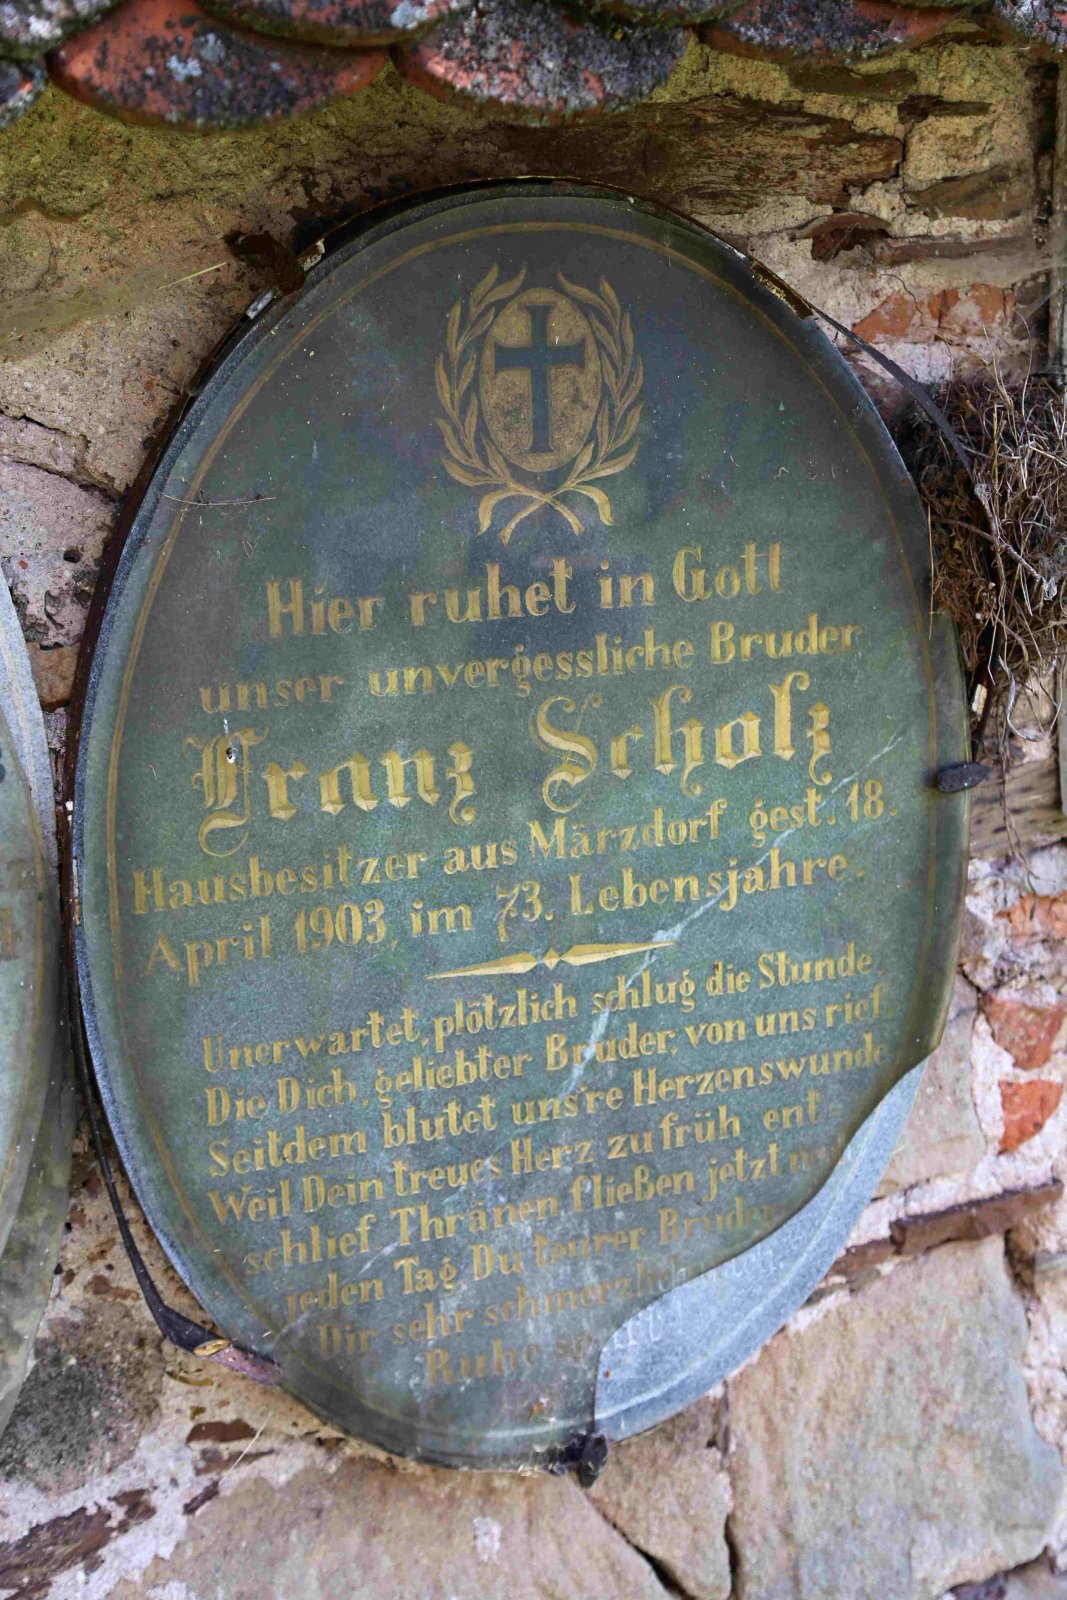 Hier ruhet in Gott
unser unvergessliche Bruder
Franz Scholz
Hausbesitzer aus Märzdorf gest. 18.
April 1903, im 73. Lebensjahre.
Unerwartet, plötzlich schlug die Stunde,
Die Dich, geliebter Bruder, von uns rief.
Seitdem blutet uns're Herzenswunde
Weil Dein treues Herz zu früh ent-
schlief. Thränen fließen jetzt
jeden Tag, Du teurer Bruder
Dir sehr
Ruhe sanft